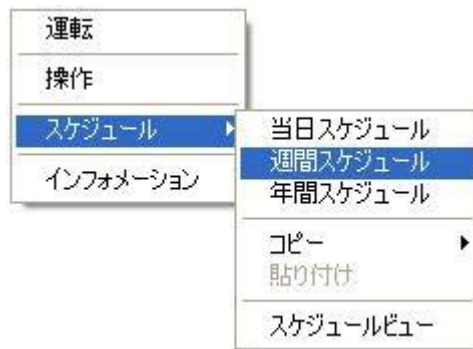 運転
操作
スケジュール
インフォメーション
当日スケジュール
週間スケジュール
年間スケジュール
コピー
貼り付け
スケジュールビュー